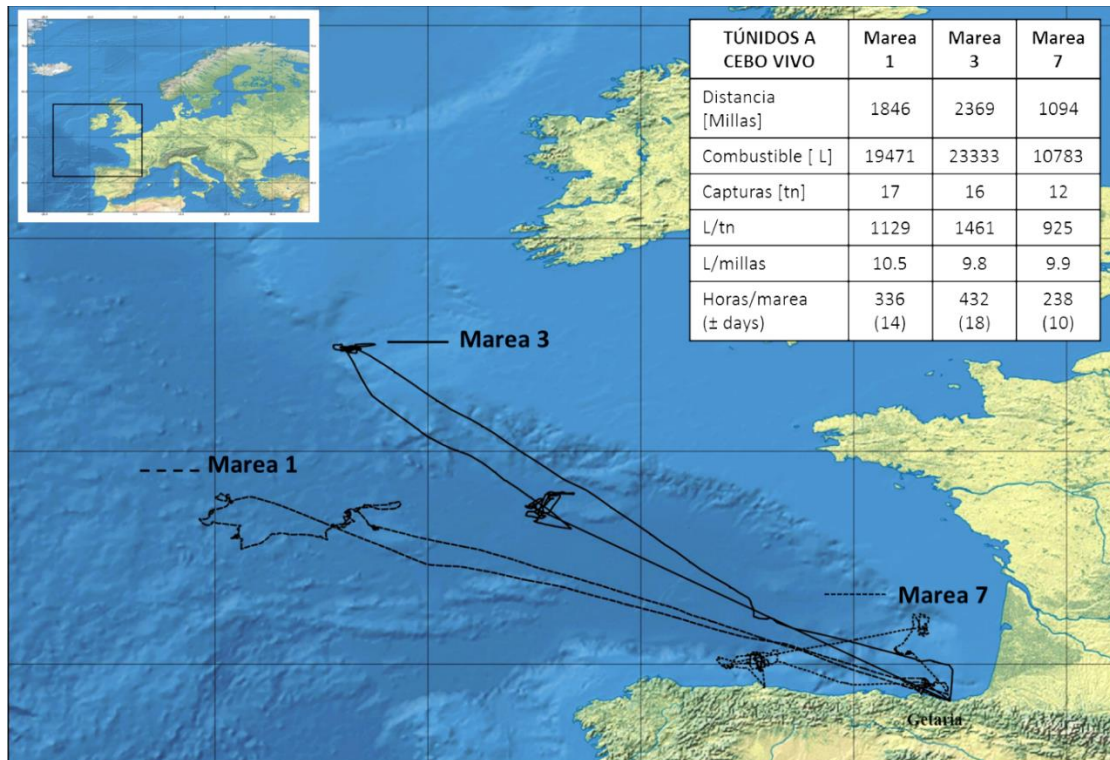 TÚNIDOS A
CEBO VIVO
Marea
1
Marea
3
Marea
7
Distancia
[Millas]
1846
2369
1094
Combustible [ L]
19471
23333
10783
Capturas [tn]
17
16
12
L/tn
1129
1461
925
L/millas
10.5
9.8
9.9
Horas/marea
(± days)
336
(14)
432
(18)
238
(10)
Marea 3
Marea 1
Marea 7
Getaria